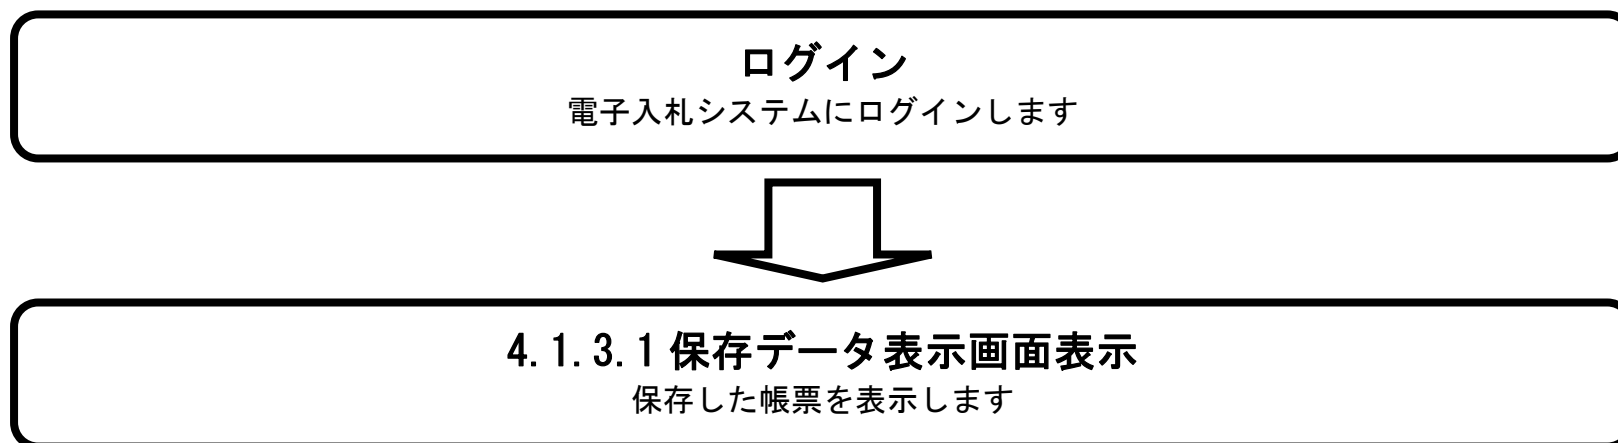 ログイン
電子入札システムにログインします
4.1.3.1保存データ表示画面表示
保存した帳票を表示します